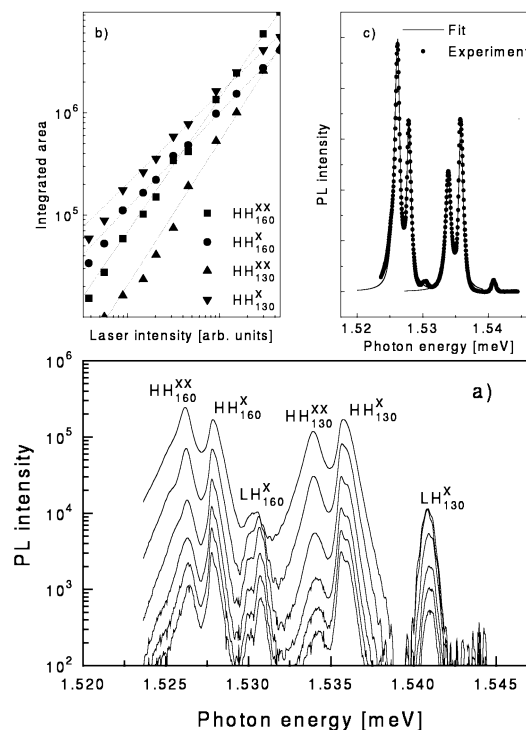 b)
10^6
10^5
Integrated area
HH^XX_160
HH^X_160
HH^XX_130
HH^X_130
Laser intensity [arb. units]
c)
Fit
Experiment
PL intensity
1.52 1.53 1.54
Photon energy [meV]
a)
10^6
10^5
10^4
10^3
10^2
PL intensity
HH^XX_160
HH^X_160
LH^X_160
HH^XX_130
HH^X_130
LH^X_130
1.520 1.525 1.530 1.535 1.540 1.545
Photon energy [meV]